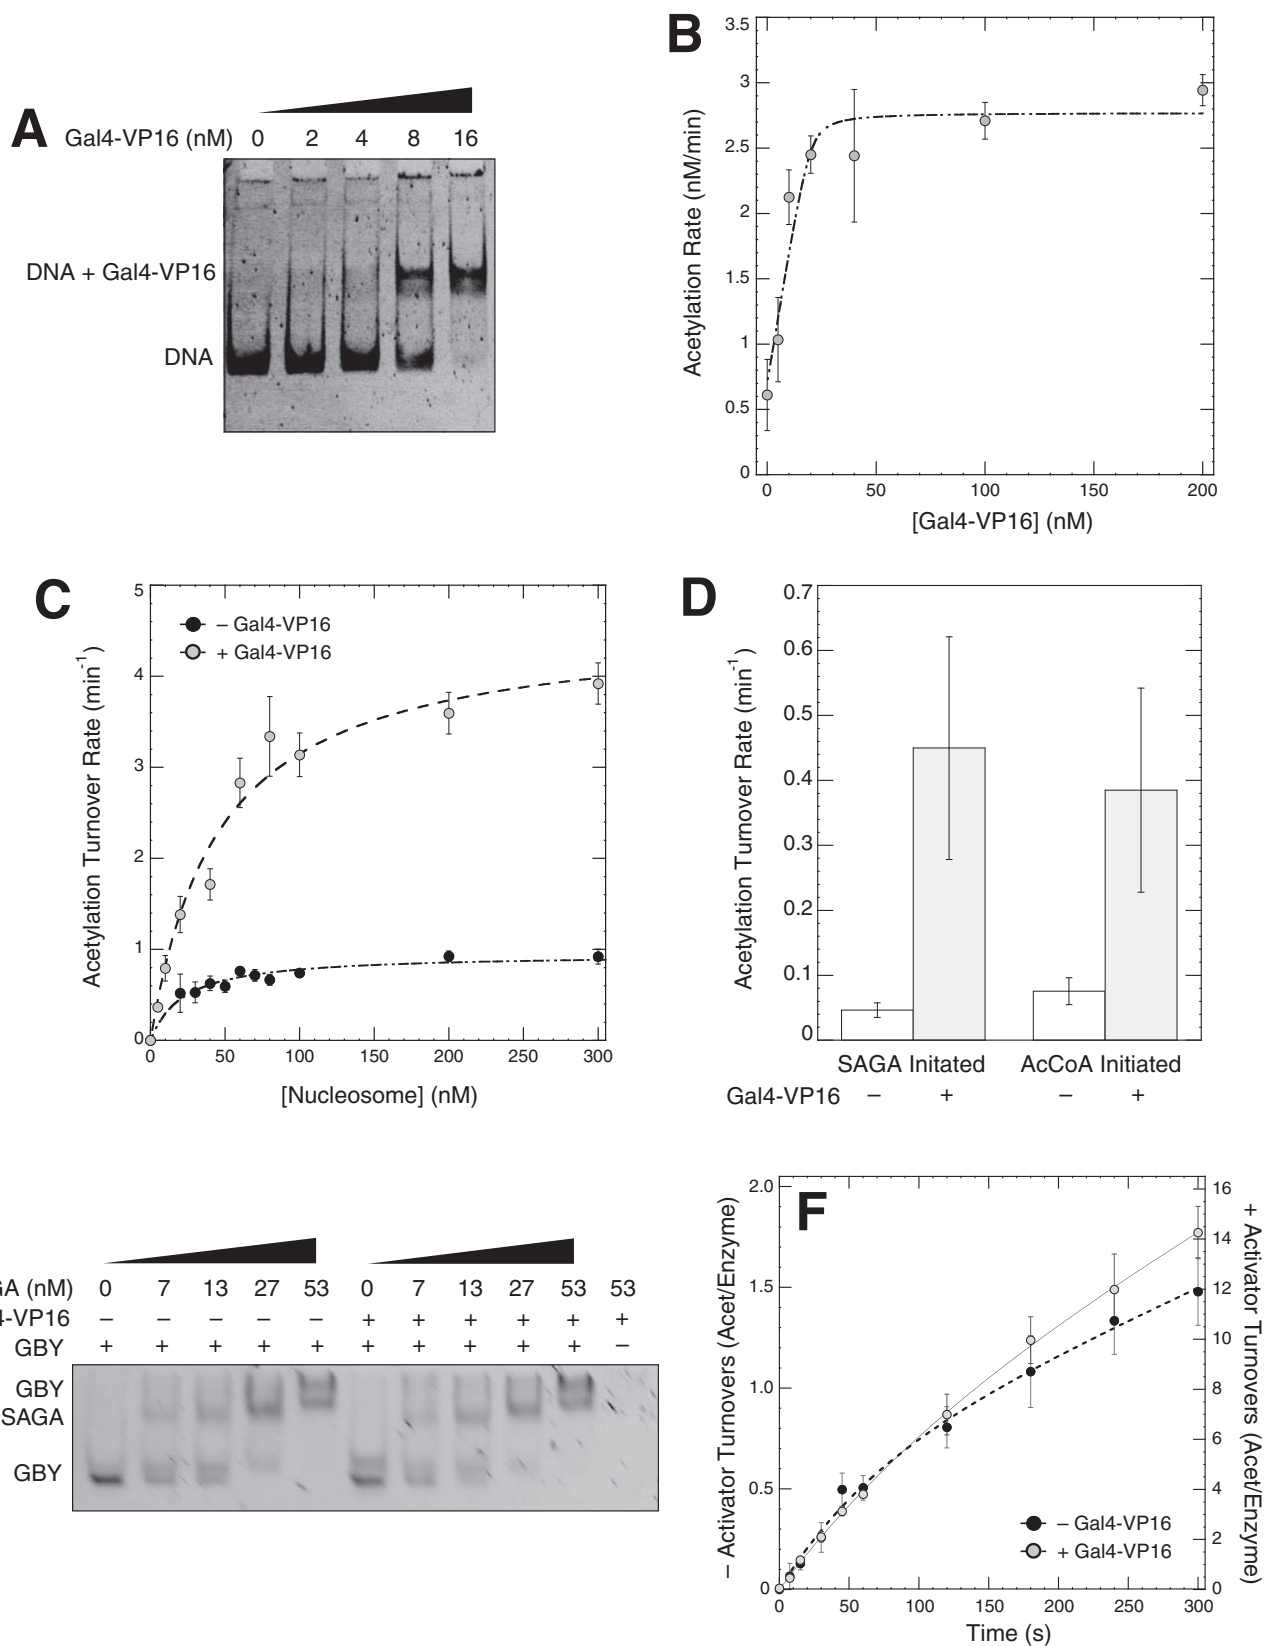 A
Gal4-VP16 (nM) 0 2 4 8 16
DNA + Gal4-VP16
DNA
B
3.5
3
2.5
2
1.5
1
0.5
0
Acetylation Rate (nM/min)
0 50 100 150 200
[Gal4-VP16] (nM)
C
5
4
3
2
1
0
– Gal4-VP16
+ Gal4-VP16
Acetylation Turnover Rate (min-1)
0 50 100 150 200 250 300
[Nucleosome] (nM)
D
0.7
0.6
0.5
0.4
0.3
0.2
0.1
0
Acetylation Turnover Rate (min-1)
SAGA Initated AcCoA Initiated
Gal4-VP16 – + – +
GA (nM) 0 7 13 27 53 0 7 13 27 53 53
4-VP16 – – – – – + + + + + +
GBY + + + + + + + + + + –
GBY
SAGA
GBY
F
2.0
1.5
1.0
0.5
0
– Activator Turnovers (Acet/Enzyme)
16
14
12
10
8
6
4
2
0
+ Activator Turnovers (Acet/Enzyme)
– Gal4-VP16
+ Gal4-VP16
0 50 100 150 200 250 300
Time (s)